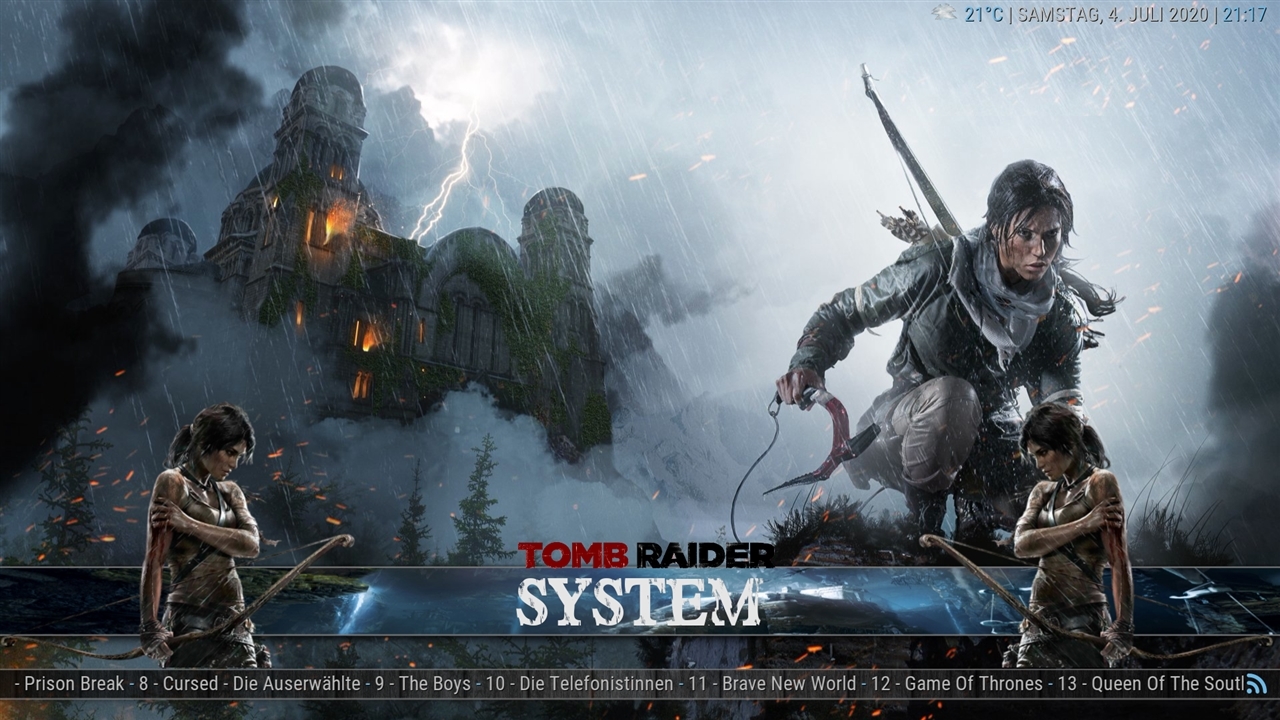 21°C | SAMSTAG, 4. JULI 2020 | 21:17
TOMB RAIDER
SYSTEM
- Prison Break - 8 - Cursed - Die Auserwählte - 9 - The Boys - 10 - Die Telefonistinnen - 11 - Brave New World - 12 - Game Of Thrones - 13 - Queen Of The